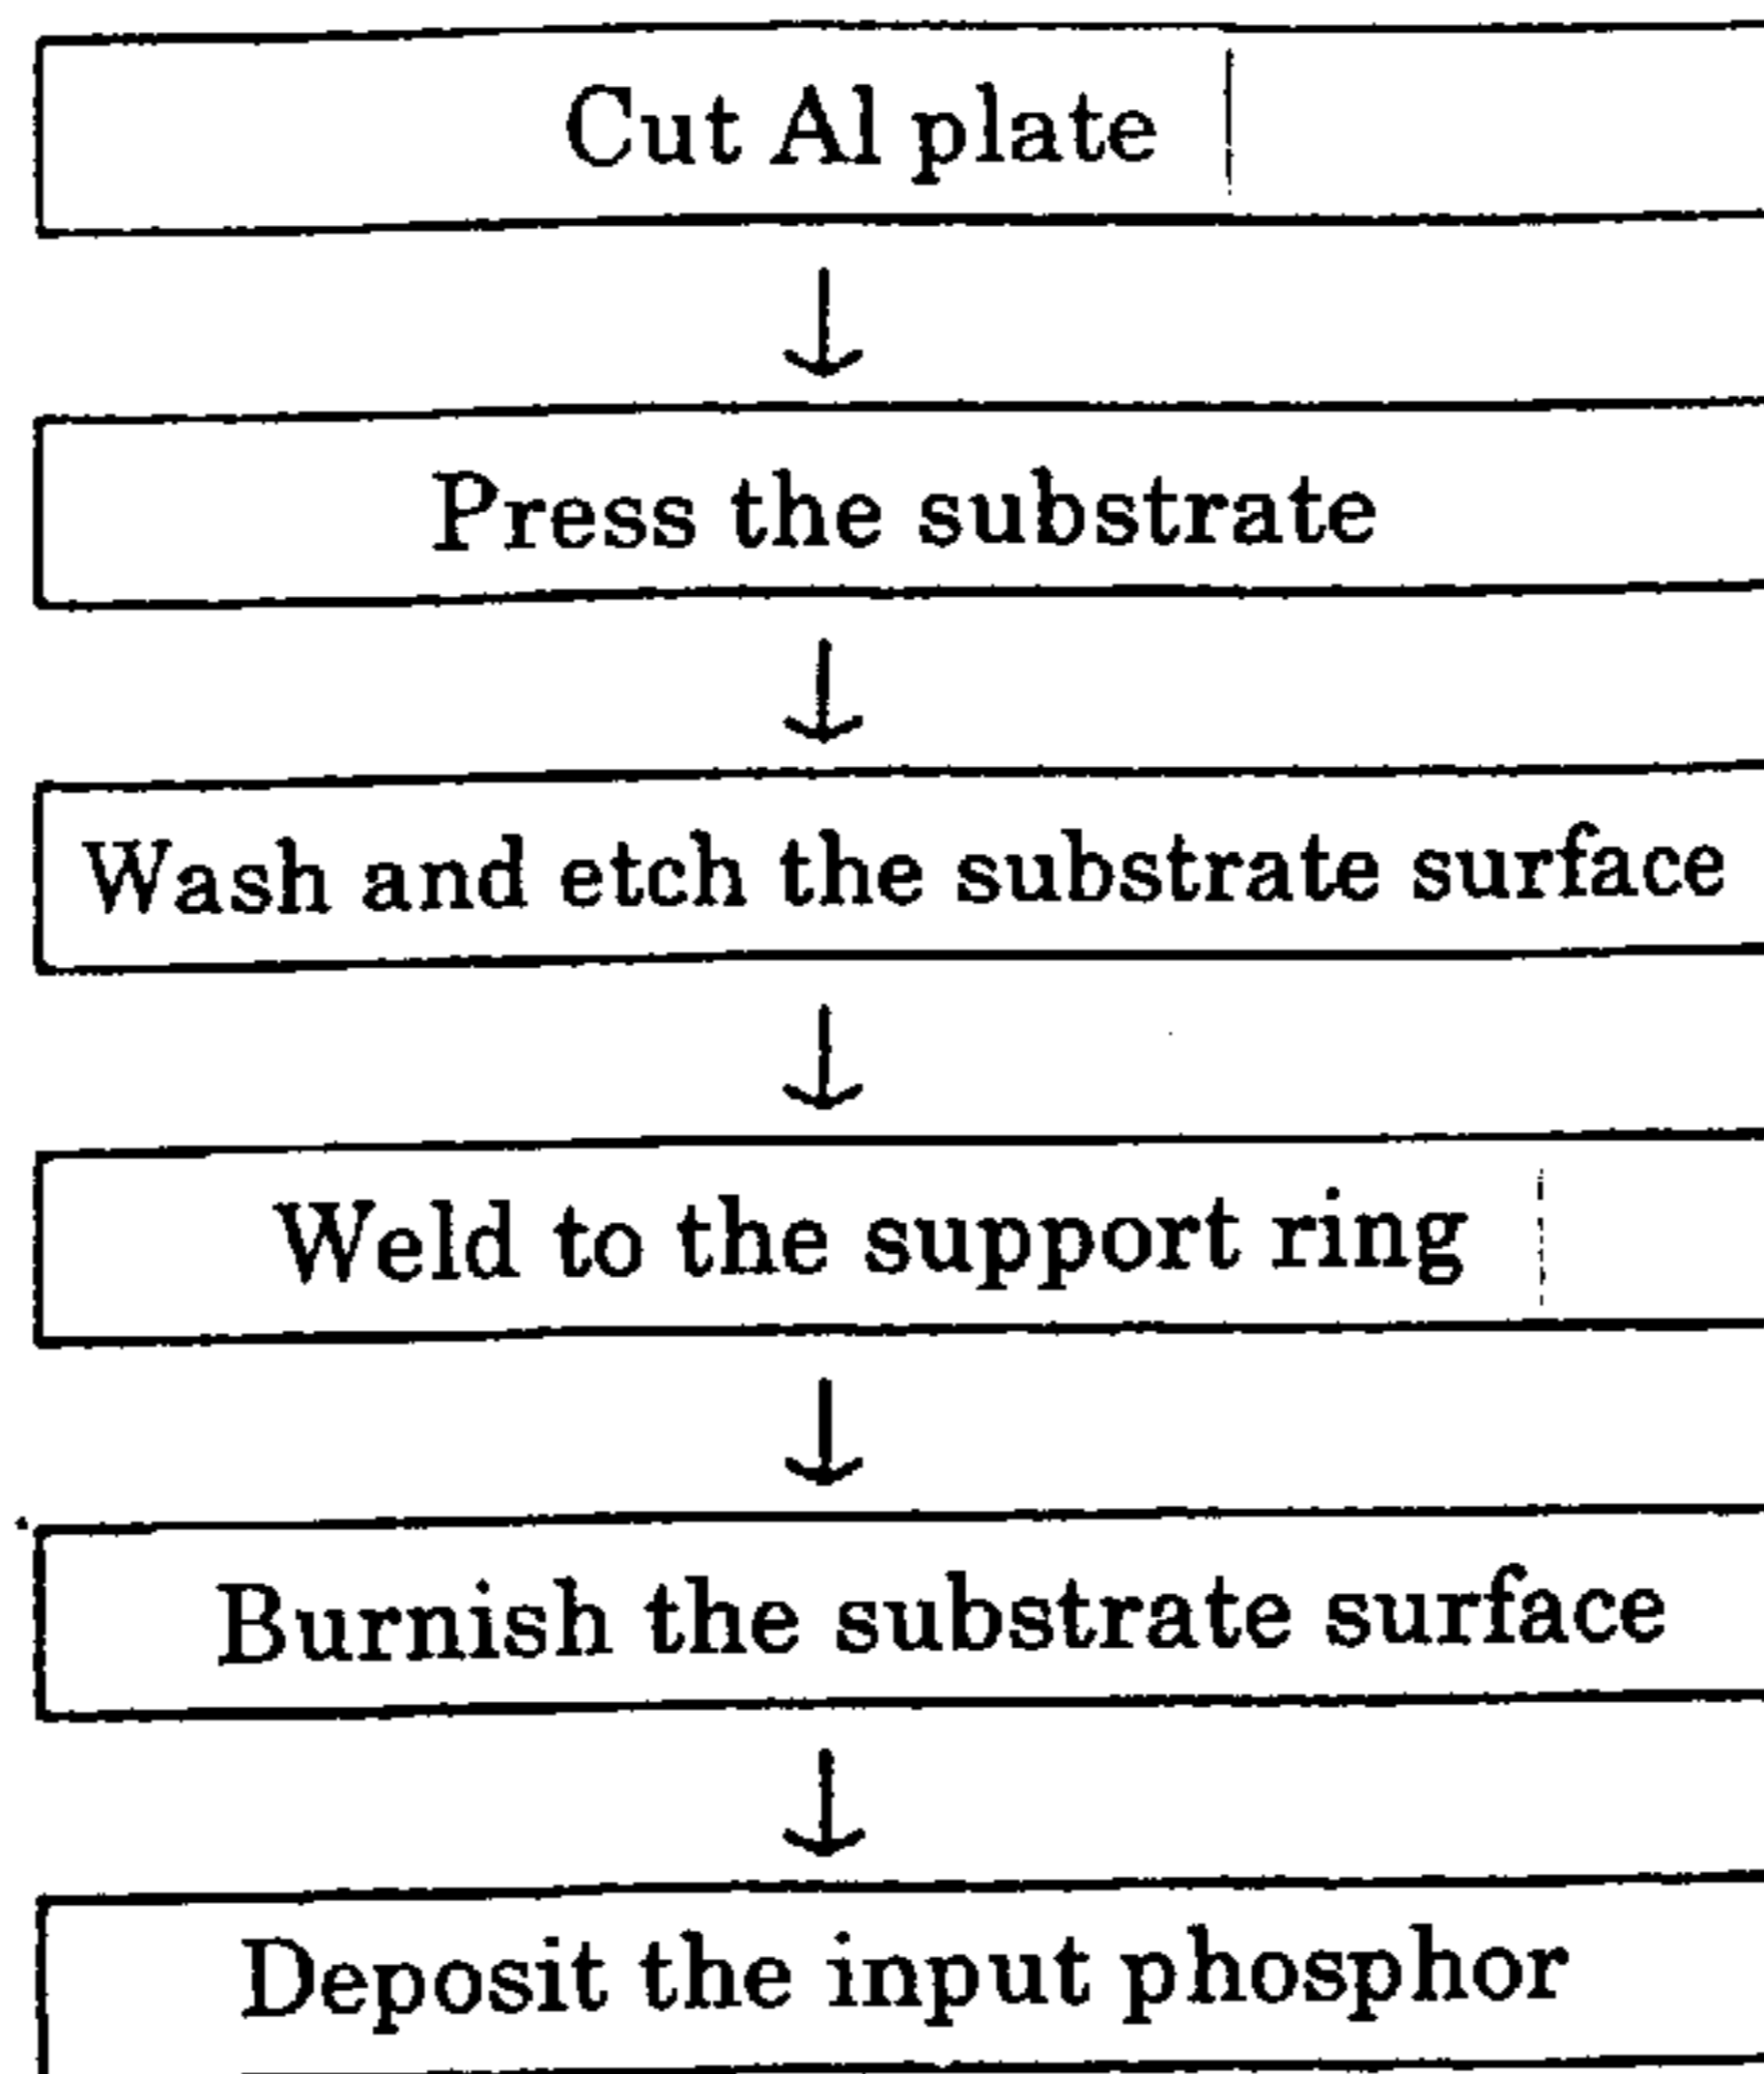 Cut Al plate
Press the substrate
Wash and etch the substrate surface
Weld to the support ring
Burnish the substrate surface
Deposit the input phosphor